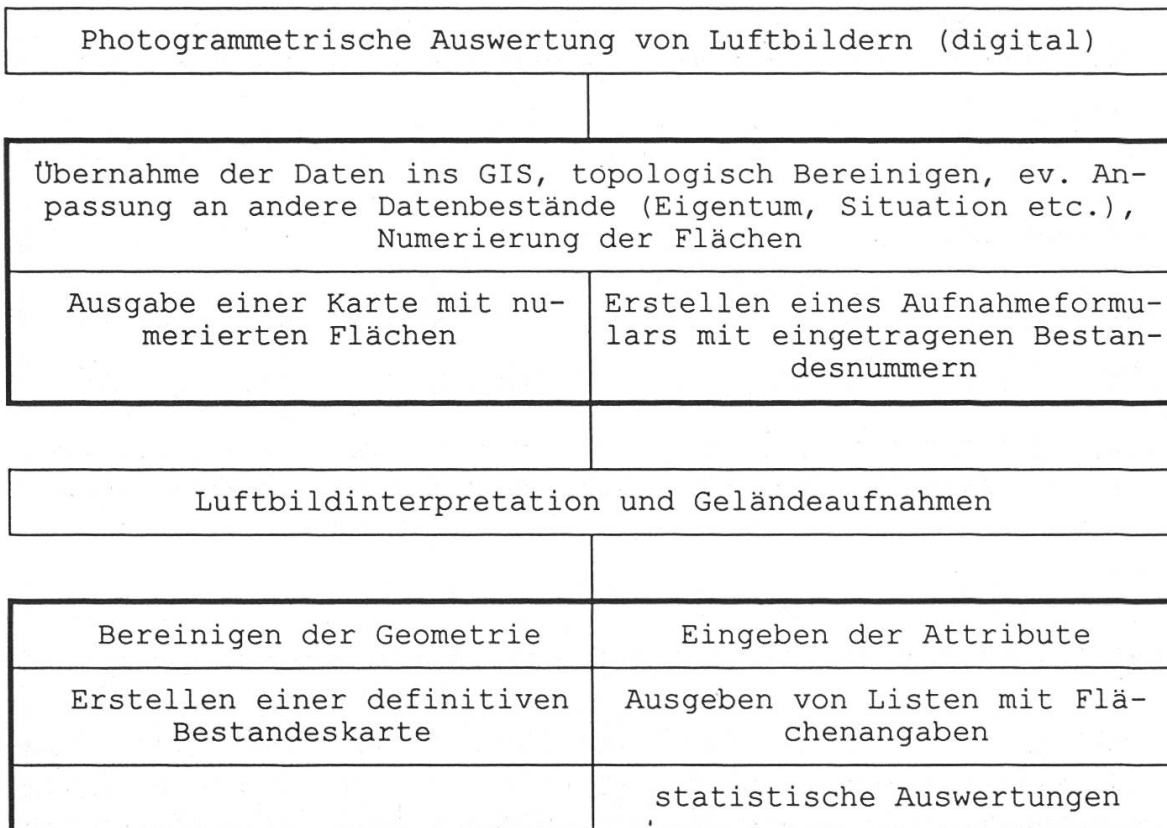 Photogrammetrische Auswertung von Luftbildern (digital)
Übernahme der Daten ins GIS, topologisch Bereinigen, ev. An-
passung an andere Datenbestände (Eigentum, Situation etc.),
Numerierung der Flächen
Ausgabe einer Karte mit nu-
merierten Flächen
Erstellen eines Aufnahmeformu-
lars mit eingetragenen Bestan-
desnummern
Luftbildinterpretation und Geländeaufnahmen
Bereinigen der Geometrie
Eingeben der Attribute
Erstellen einer definitiven
Bestandeskarte
Ausgeben von Listen mit Flä-
chenangaben
statistische Auswertungen